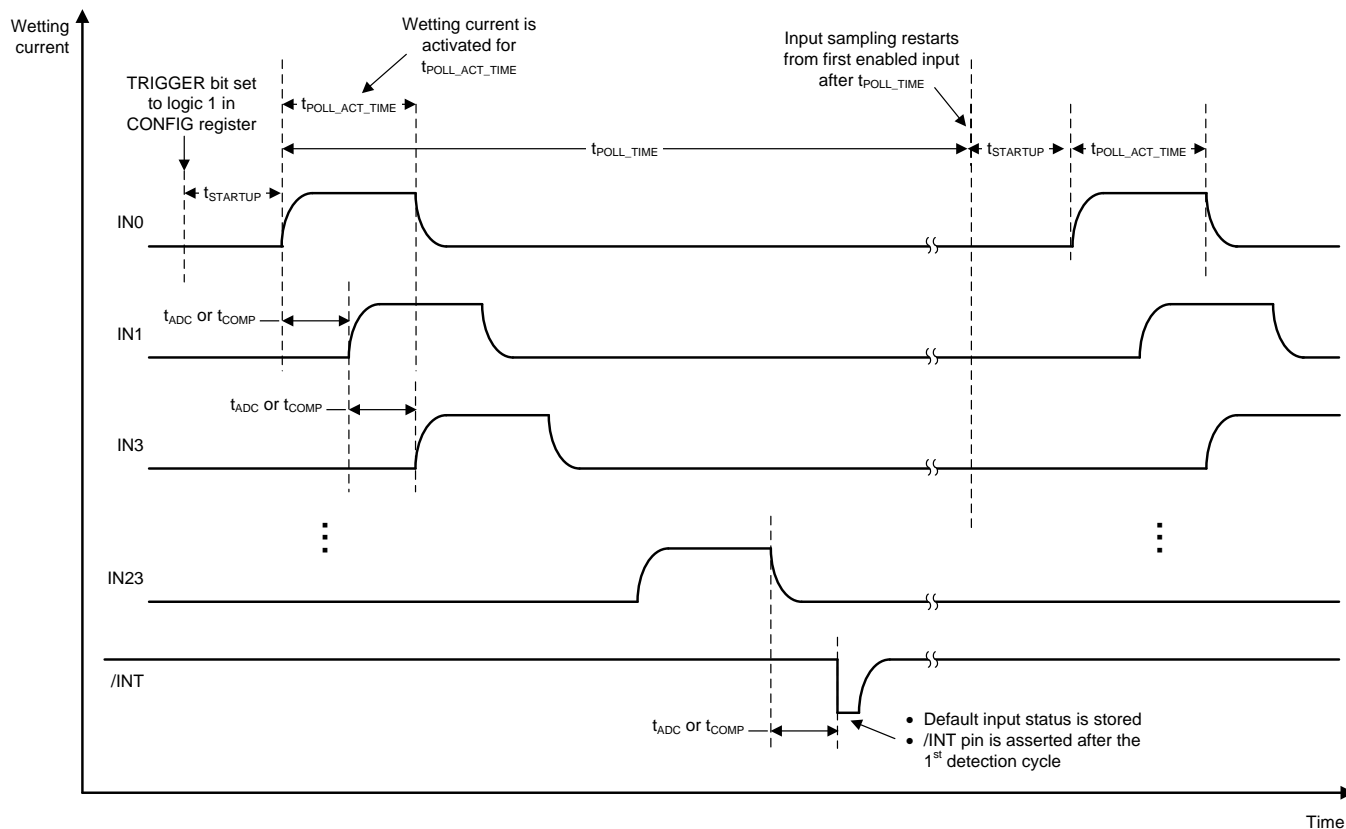 Wetting
current
Wetting current is
activated for
tPOLL_ACT_TIME
Input sampling restarts
from first enabled input
after tPOLL_TIME
TRIGGER bit set
to logic 1 in
CONFIG register
tPOLL_ACT_TIME
tPOLL_TIME
tSTARTUP
tPOLL_ACT_TIME
tSTARTUP
IN0
tADC or tCOMP
IN1
tADC or tCOMP
IN3
⋮
⋮
IN23
/INT
tADC or tCOMP
• Default input status is stored
• /INT pin is asserted after the
1st detection cycle
Time